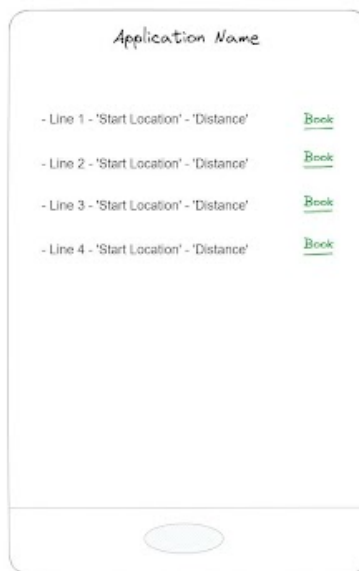 Application Name
- Line 1 - 'Start Location' - 'Distance' Book
- Line 2 - 'Start Location' - 'Distance' Book
- Line 3 - 'Start Location' - 'Distance' Book
- Line 4 - 'Start Location' - 'Distance' Book